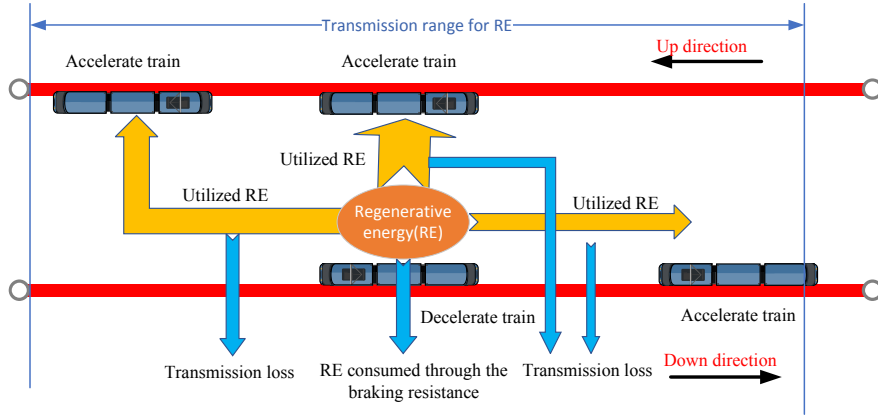 Transmission range for RE
Up direction
Accelerate train
Accelerate train
Utilized RE
Utilized RE
Utilized RE
Regenerative
energy(RE)
Decelerate train
Accelerate train
Transmission loss
RE consumed through the
braking resistance
Transmission loss
Down direction